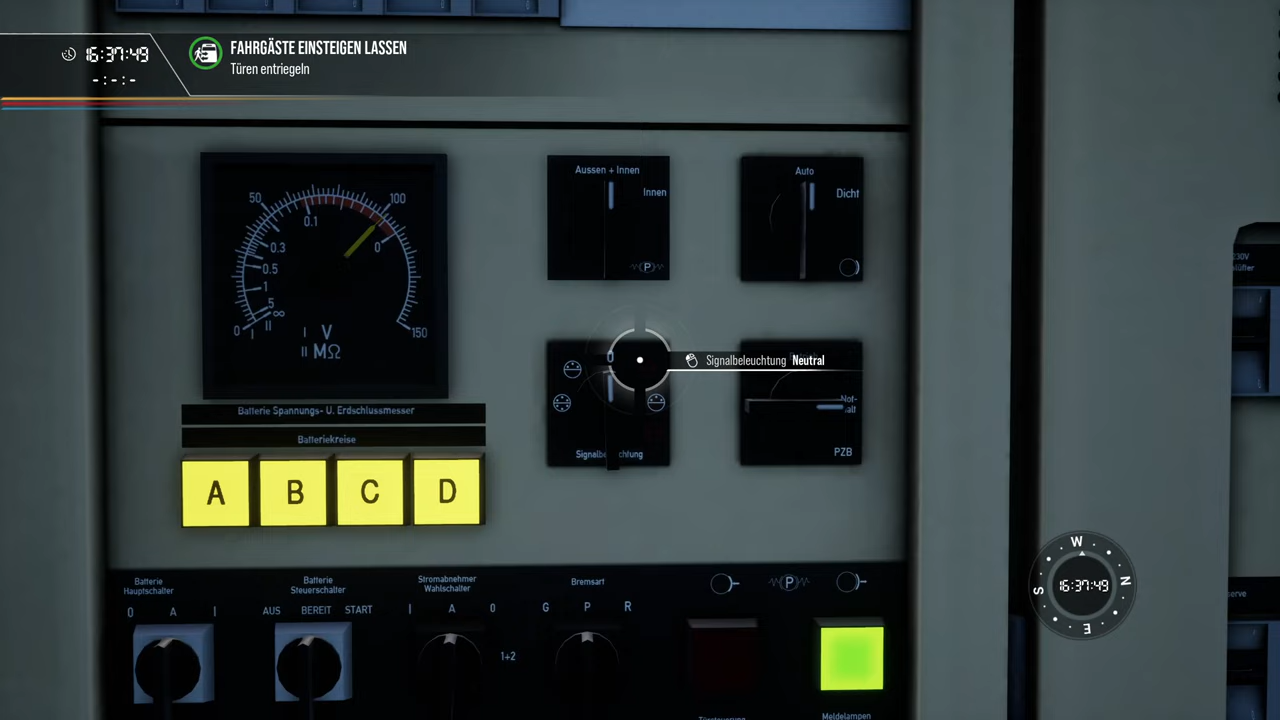 16:37:49
-:-:-
FAHRGÄSTE EINSTEIGEN LASSEN
Türen entriegeln
50
100
0.1
0
0.3
0.5
1
5
∞
0
I
II
150
I V
II MΩ
Batterie Spannungs- U. Erdschlussmesser
Batteriekreise
A B C D
Aussen + Innen
Innen
P
Auto
Dicht
0
Signalbeleuchtung Neutral
PZB
230V
Batterie
Hauptschalter
0 A I
Batterie
Steuerschalter
AUS BEREIT START
Stromabnehmer
Wahlschalter
I A 0
1+2
Bremsart
G P R
P
Meldelampen
W
N
S
E
16:37:49